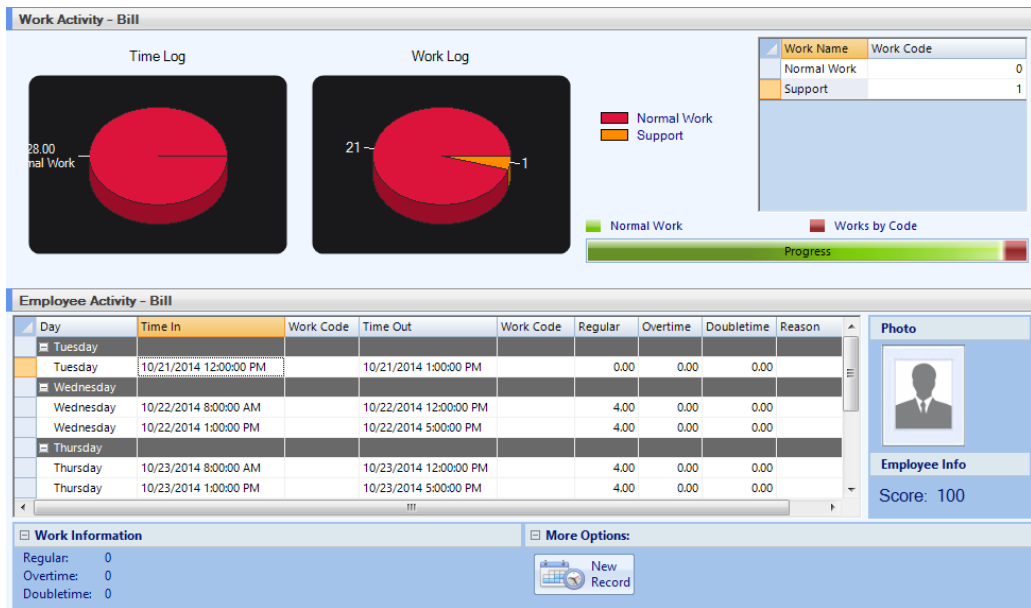 Work Activity - Bill
Time Log
Work Log
Work Name Work Code
Normal Work 0
Support 1
28.00
nal Work
21
1
Normal Work
Support
Normal Work
Works by Code
Progress
Employee Activity - Bill
Day Time In Work Code Time Out Work Code Regular Overtime Doubletime Reason
Tuesday
Tuesday 10/21/2014 12:00:00 PM 10/21/2014 1:00:00 PM 0.00 0.00 0.00
Wednesday
Wednesday 10/22/2014 8:00:00 AM 10/22/2014 12:00:00 PM 4.00 0.00 0.00
Wednesday 10/22/2014 1:00:00 PM 10/22/2014 5:00:00 PM 4.00 0.00 0.00
Thursday
Thursday 10/23/2014 8:00:00 AM 10/23/2014 12:00:00 PM 4.00 0.00 0.00
Thursday 10/23/2014 1:00:00 PM 10/23/2014 5:00:00 PM 4.00 0.00 0.00
Photo
Employee Info
Score: 100
Work Information
Regular: 0
Overtime: 0
Doubletime: 0
More Options:
New
Record